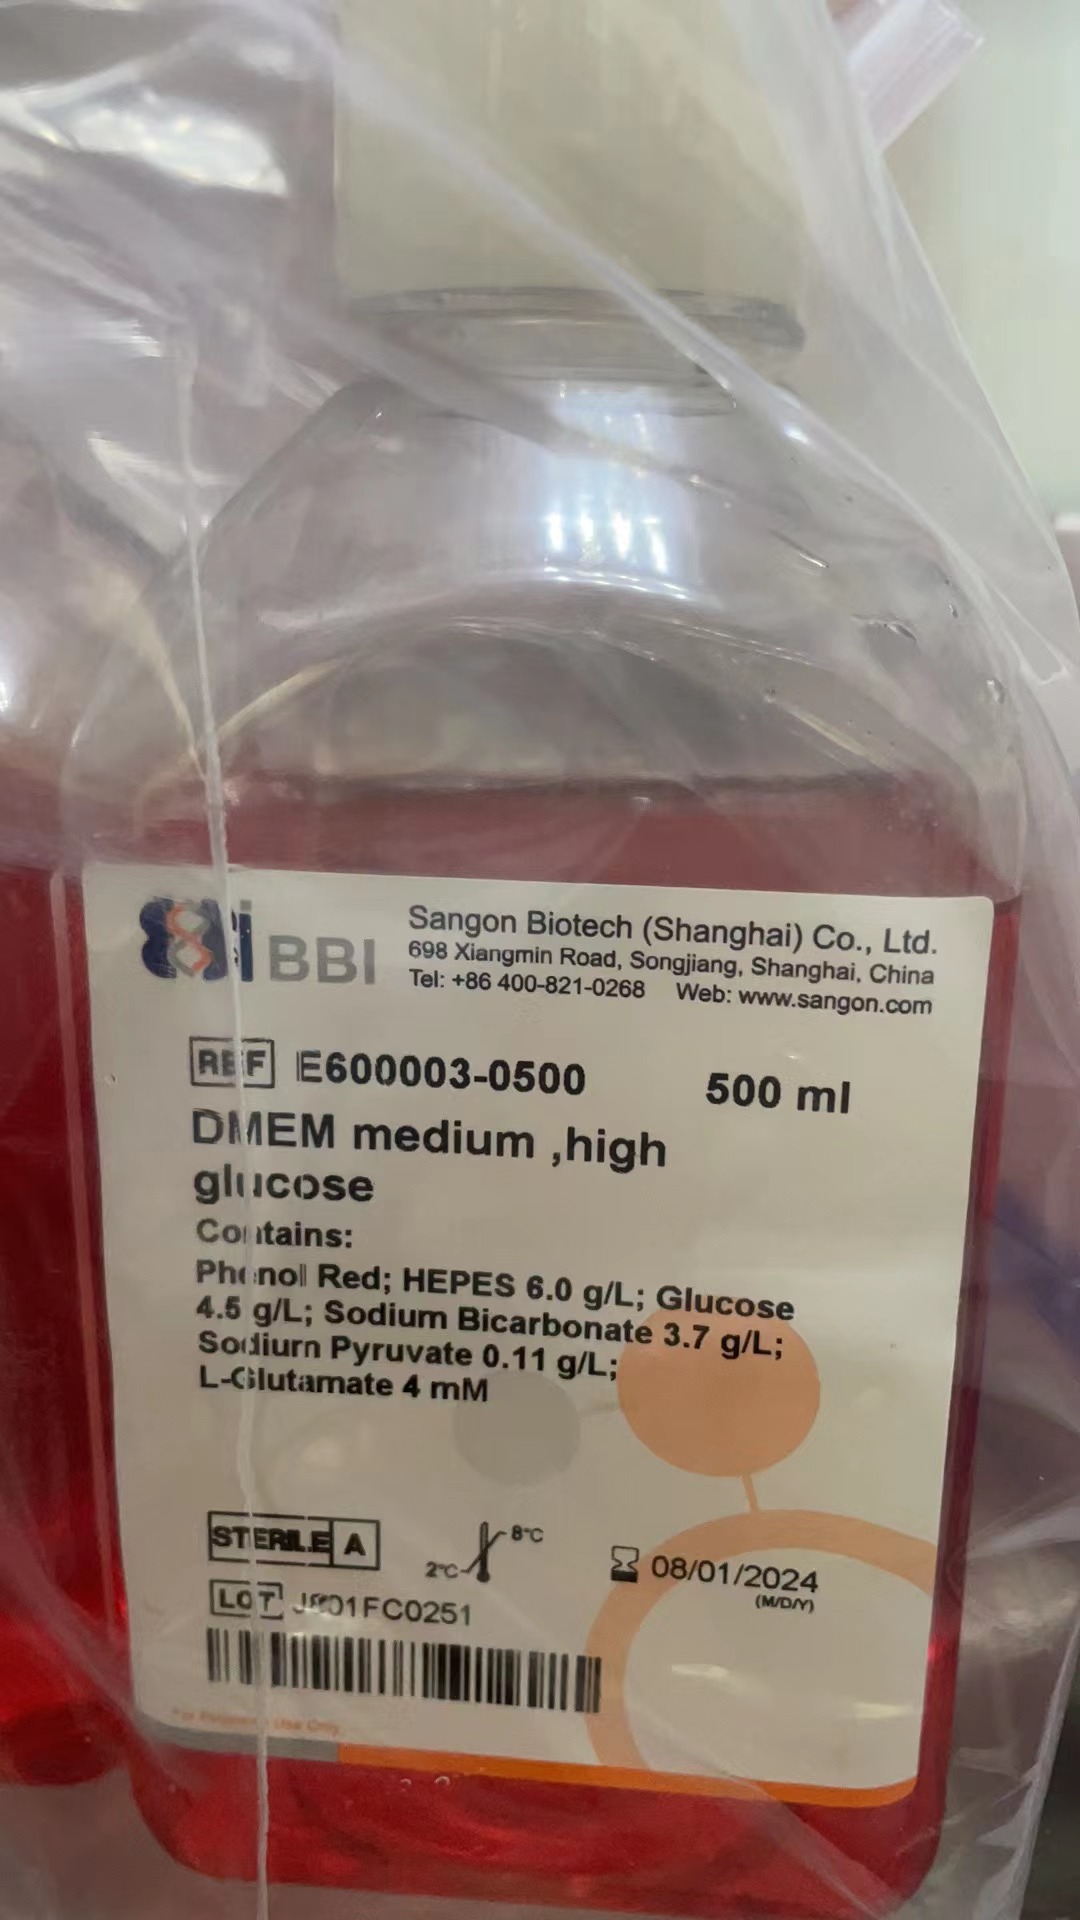 BBI
Sangon Biotech (Shanghai) Co., Ltd.
698 Xiangmin Road, Songjiang, Shanghai, China
Tel: +86 400-821-0268 Web: www.sangon.com
REF E600003-0500 500 ml
DMEM medium ,high
glucose
Contains:
Phenol Red; HEPES 6.0 g/L; Glucose
4.5 g/L; Sodium Bicarbonate 3.7 g/L;
Sodium Pyruvate 0.11 g/L;
L-Glutamate 4 mM
STERILE A
8℃
2℃
08/01/2024
(M/D/Y)
LOT
Use Only